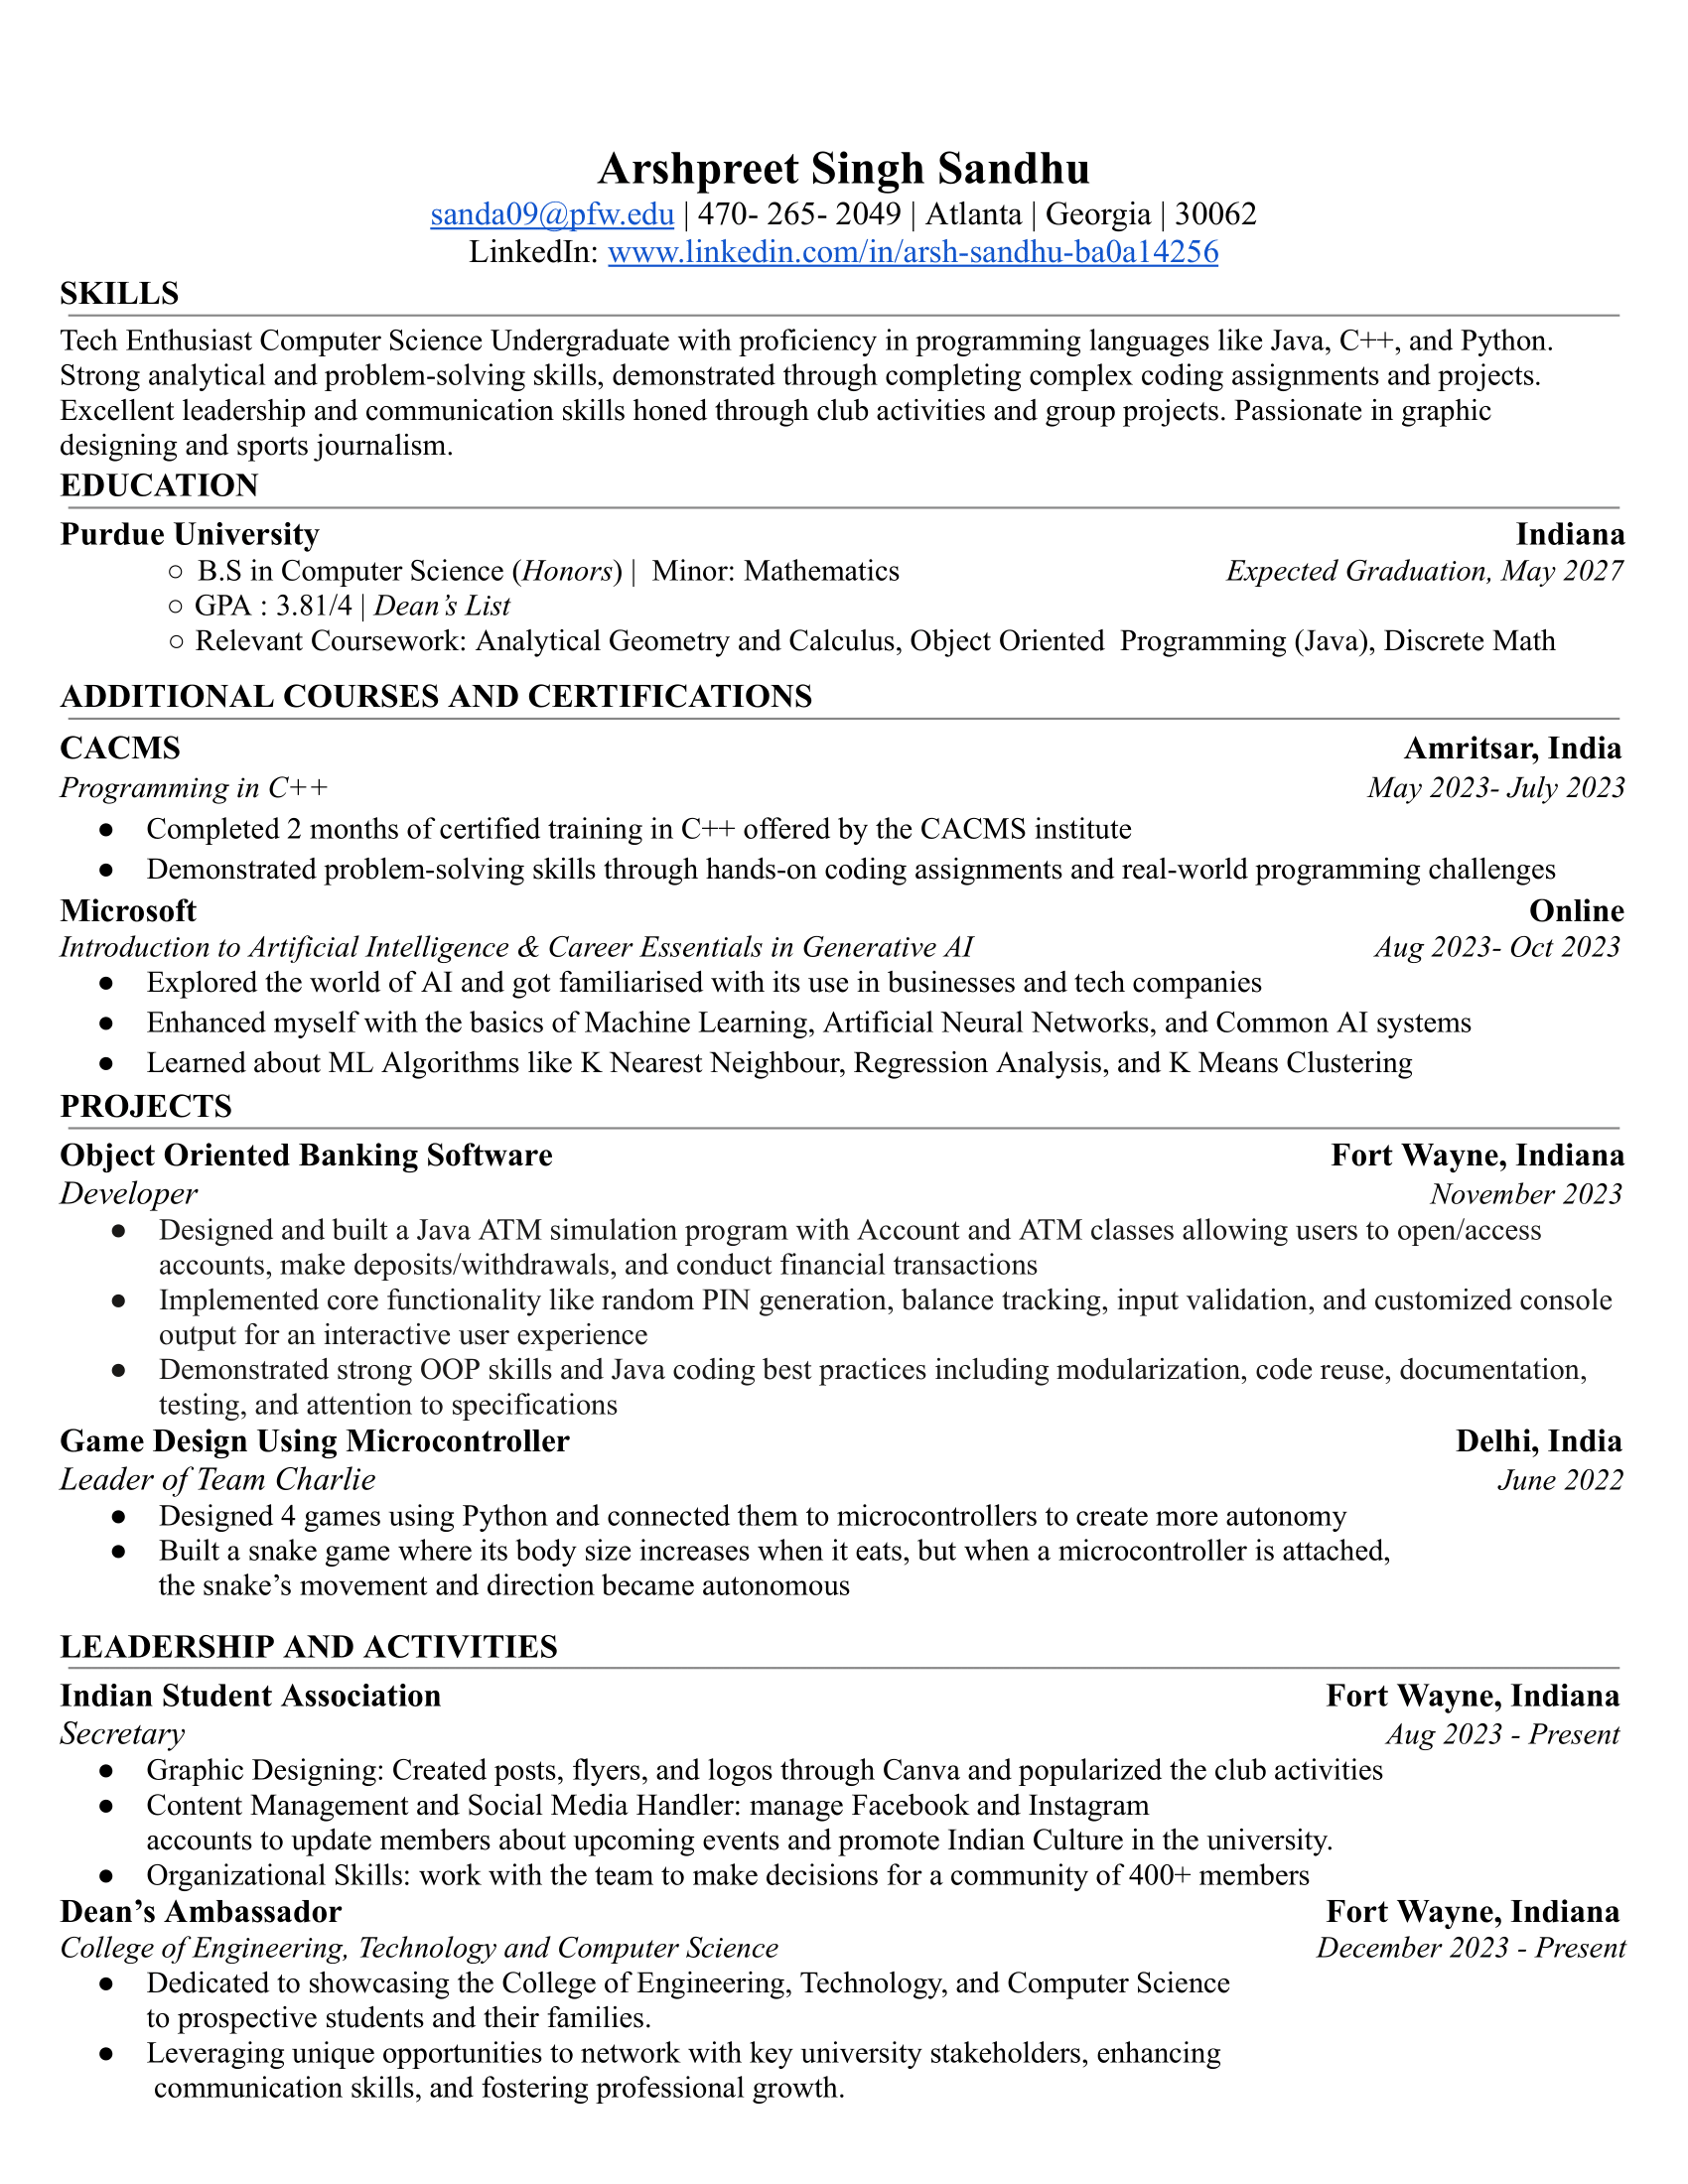 Arshpreet Singh Sandhu
sanda09@pfw.edu | 470- 265- 2049 | Atlanta | Georgia | 30062
LinkedIn: www.linkedin.com/in/arsh-sandhu-ba0a14256
SKILLS
Tech Enthusiast Computer Science Undergraduate with proficiency in programming languages like Java, C++, and Python.
Strong analytical and problem-solving skills, demonstrated through completing complex coding assignments and projects.
Excellent leadership and communication skills honed through club activities and group projects. Passionate in graphic
designing and sports journalism.
EDUCATION
Purdue University Indiana
○ B.S in Computer Science (Honors) | Minor: Mathematics Expected Graduation, May 2027
○ GPA : 3.81/4 | Dean’s List
○ Relevant Coursework: Analytical Geometry and Calculus, Object Oriented Programming (Java), Discrete Math
ADDITIONAL COURSES AND CERTIFICATIONS
CACMS Amritsar, India
Programming in C++ May 2023- July 2023
● Completed 2 months of certified training in C++ offered by the CACMS institute
● Demonstrated problem-solving skills through hands-on coding assignments and real-world programming challenges
Microsoft Online
Introduction to Artificial Intelligence & Career Essentials in Generative AI Aug 2023- Oct 2023
● Explored the world of AI and got familiarised with its use in businesses and tech companies
● Enhanced myself with the basics of Machine Learning, Artificial Neural Networks, and Common AI systems
● Learned about ML Algorithms like K Nearest Neighbour, Regression Analysis, and K Means Clustering
PROJECTS
Object Oriented Banking Software Fort Wayne, Indiana
Developer November 2023
● Designed and built a Java ATM simulation program with Account and ATM classes allowing users to open/access
accounts, make deposits/withdrawals, and conduct financial transactions
● Implemented core functionality like random PIN generation, balance tracking, input validation, and customized console
output for an interactive user experience
● Demonstrated strong OOP skills and Java coding best practices including modularization, code reuse, documentation,
testing, and attention to specifications
Game Design Using Microcontroller Delhi, India
Leader of Team Charlie June 2022
● Designed 4 games using Python and connected them to microcontrollers to create more autonomy
● Built a snake game where its body size increases when it eats, but when a microcontroller is attached,
the snake’s movement and direction became autonomous
LEADERSHIP AND ACTIVITIES
Indian Student Association Fort Wayne, Indiana
Secretary Aug 2023 - Present
● Graphic Designing: Created posts, flyers, and logos through Canva and popularized the club activities
● Content Management and Social Media Handler: manage Facebook and Instagram
accounts to update members about upcoming events and promote Indian Culture in the university.
● Organizational Skills: work with the team to make decisions for a community of 400+ members
Dean’s Ambassador Fort Wayne, Indiana
College of Engineering, Technology and Computer Science December 2023 - Present
● Dedicated to showcasing the College of Engineering, Technology, and Computer Science
to prospective students and their families.
● Leveraging unique opportunities to network with key university stakeholders, enhancing
communication skills, and fostering professional growth.